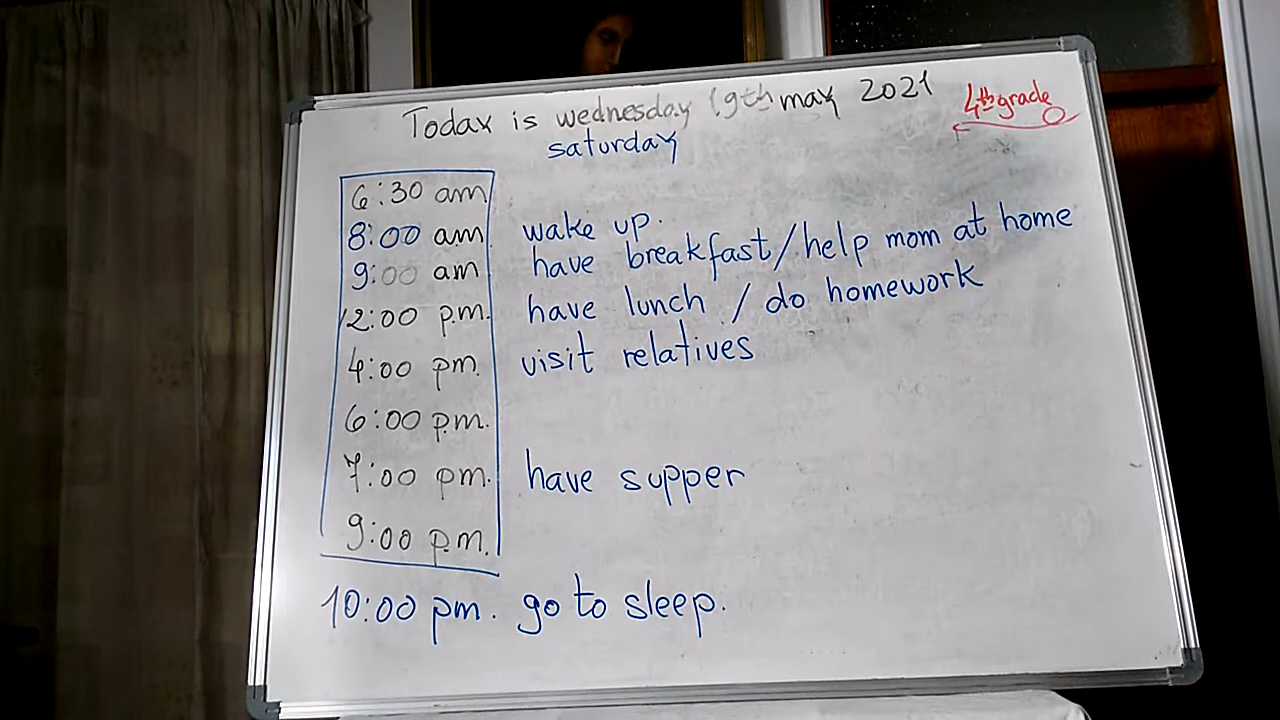 Today is wednesday 19th may 2021
4th grade
saturday
6:30 am
8:00 am wake up.
9:00 am have breakfast/help mom at home
12:00 p.m. have lunch / do homework
4:00 pm. visit relatives
6:00 p.m.
7:00 pm. have supper
9:00 p.m.
10:00 pm. go to sleep.